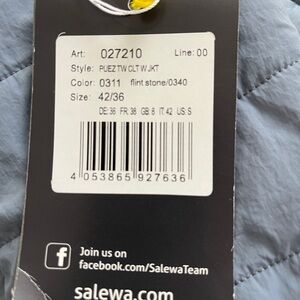 Art: 027210 Line: 00
Style: PUEZ TW CLT W JKT
Color: 0311 flint stone/0340
Size: 42/36
DE: 36 FR: 38 GB: 8 IT: 42 US: S
4 053865 927636
f Join us on
facebook.com/SalewaTeam
salewa.com